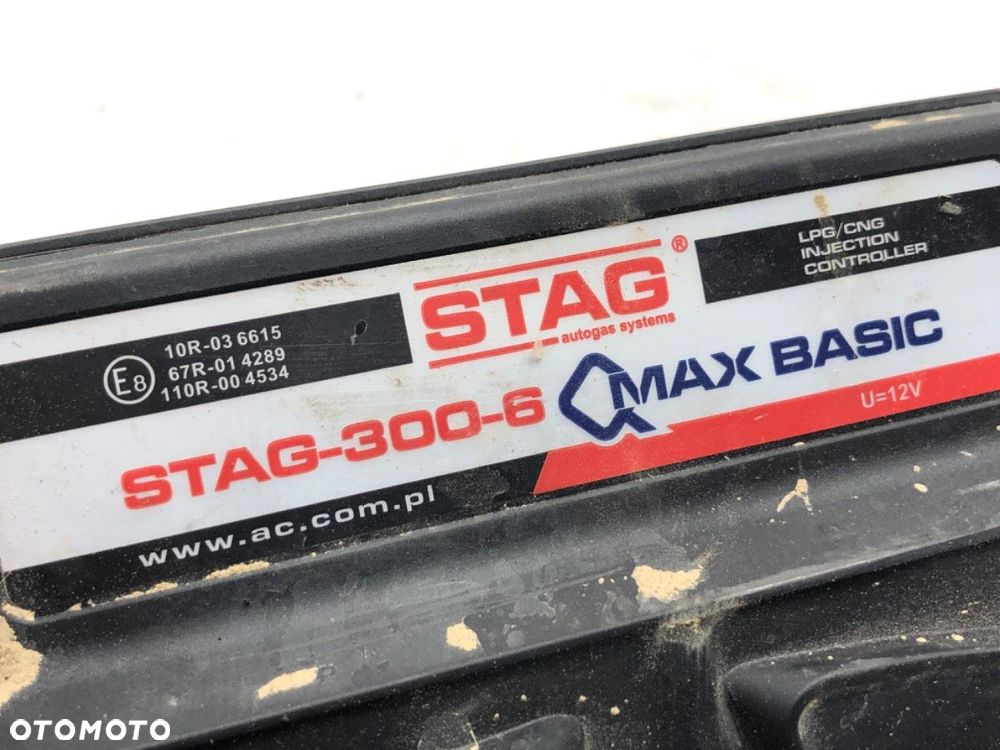 E8
10R-03 6615
67R-01 4289
110R-00 4534
STAG®
autogas systems
LPG/CNG
INJECTION
CONTROLLER
STAG-300-6 QMAX BASIC
U=12V
www.ac.com.pl
OTOMOTO